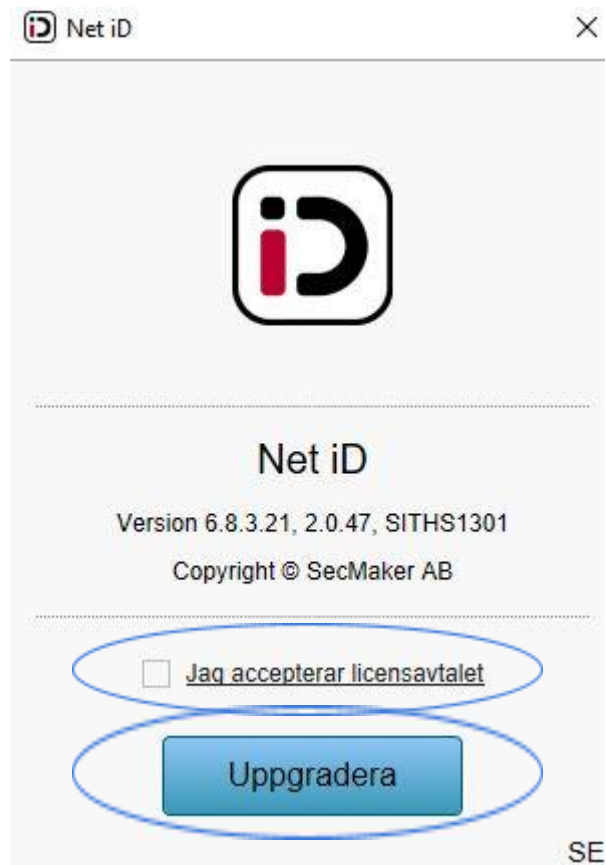 Net iD
Net iD
Version 6.8.3.21, 2.0.47, SITHS1301
Copyright © SecMaker AB
Jag accepterar licensavtalet
Uppgradera
SE